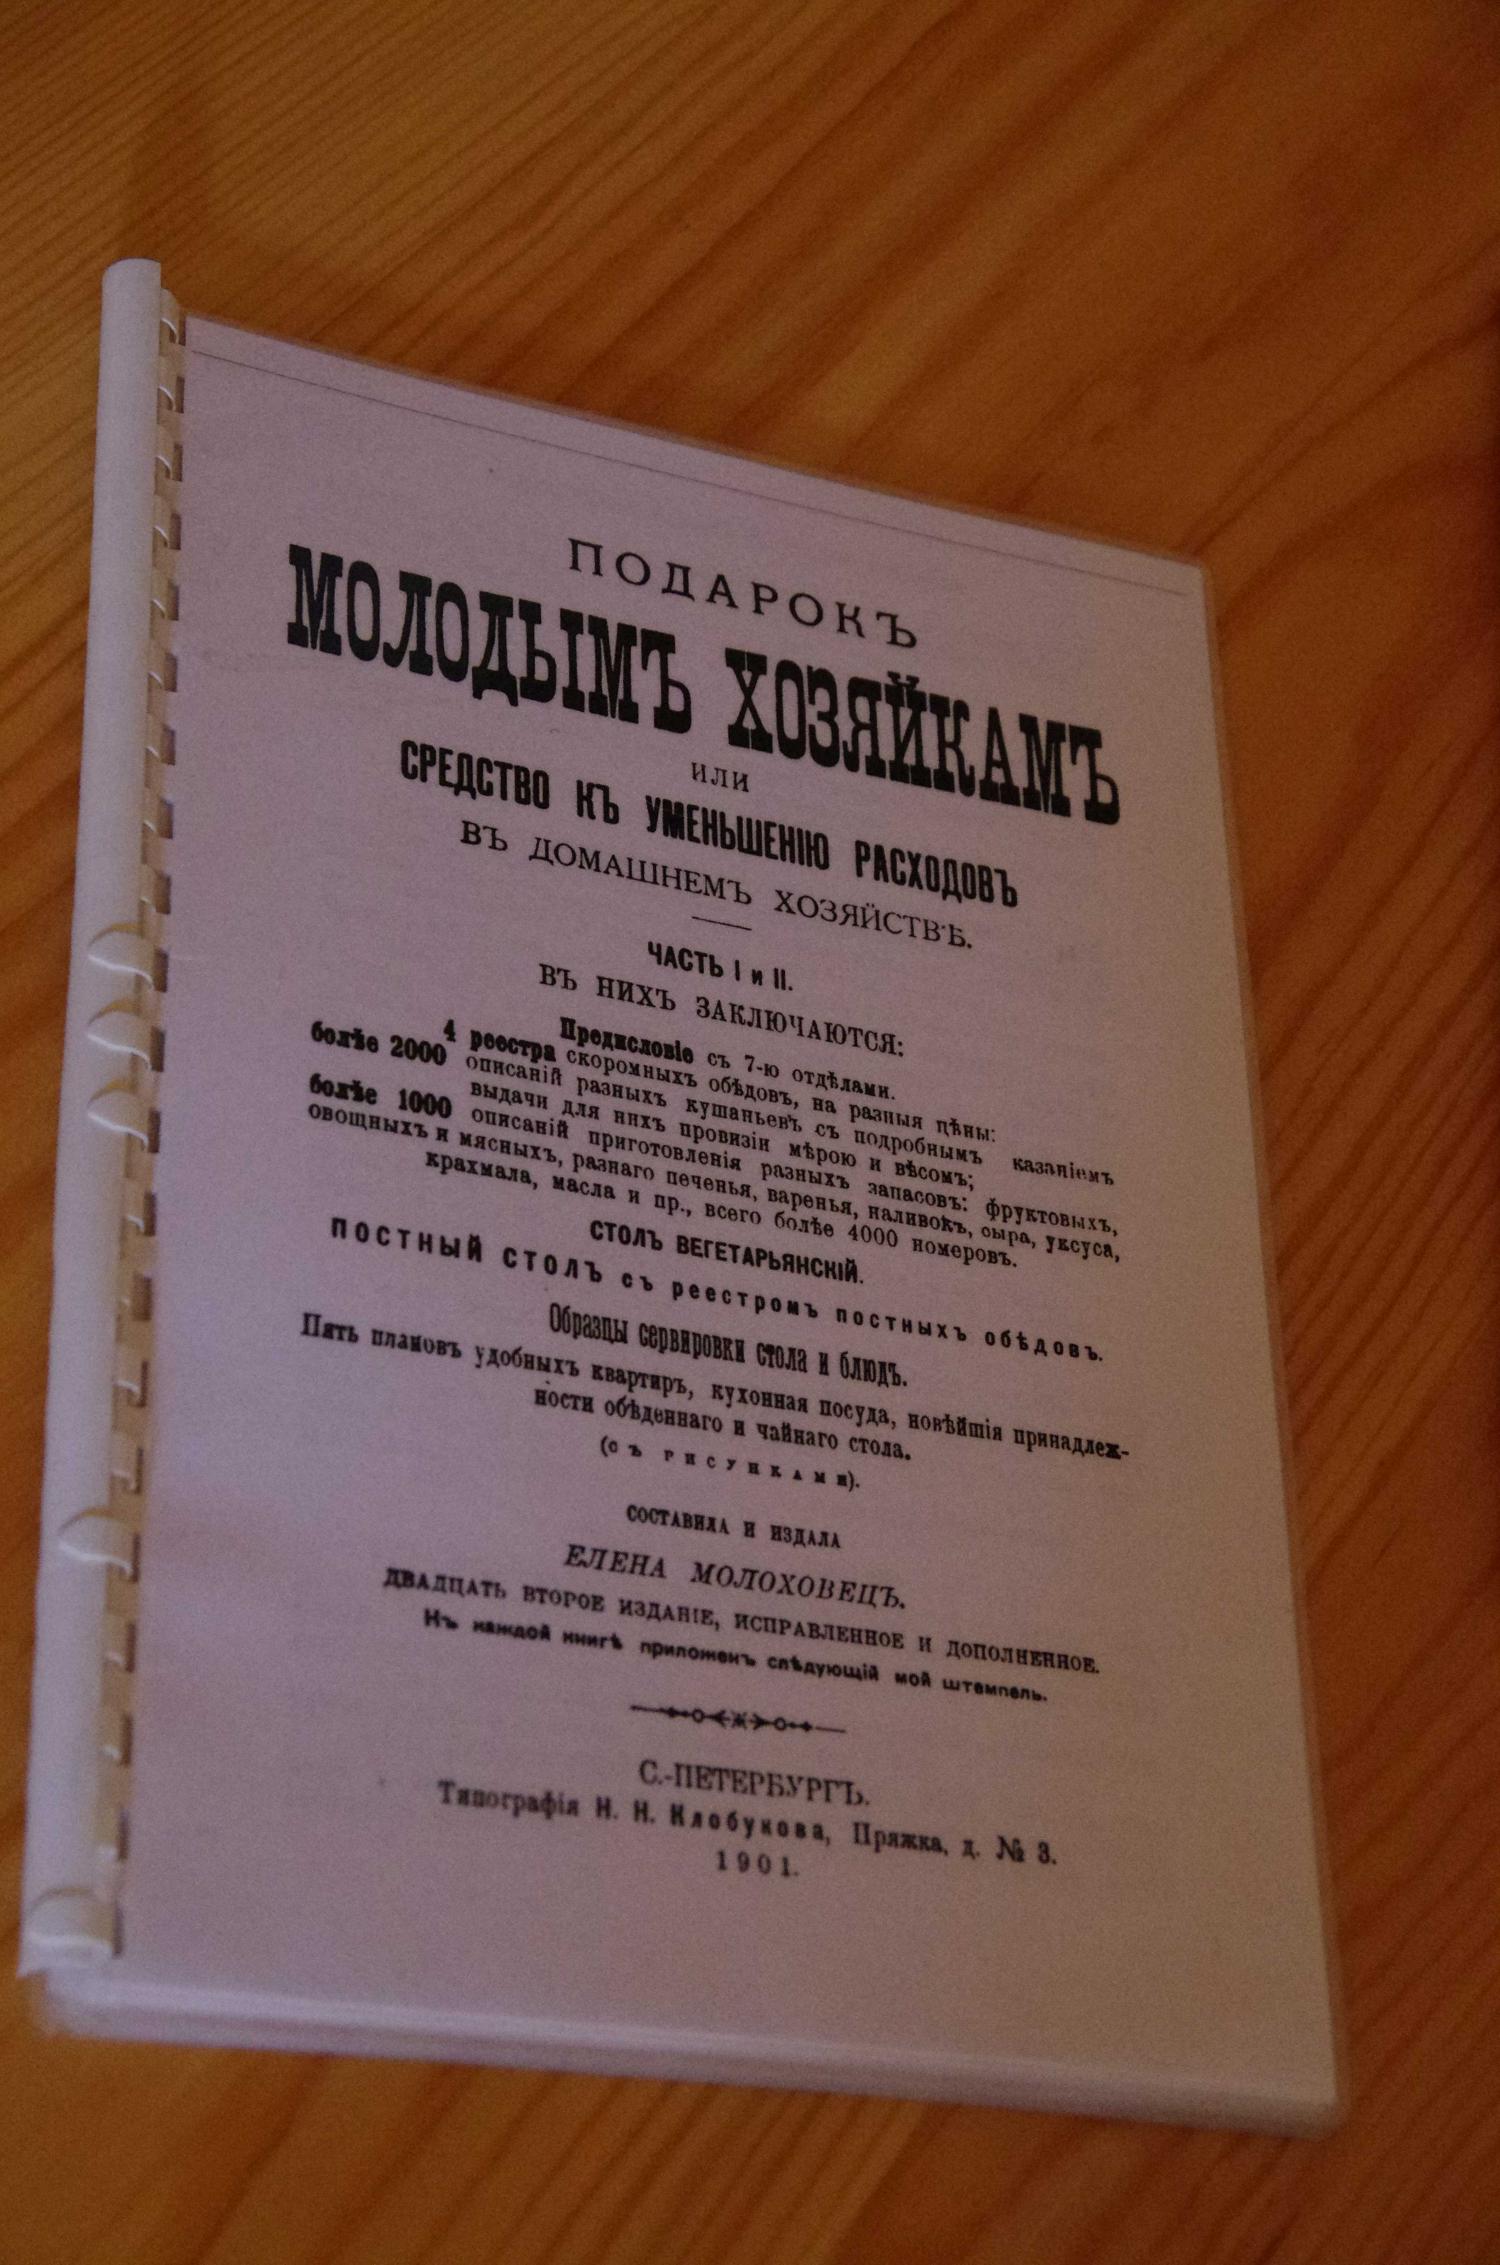 ПОДАРОКЪ
МОЛОДЫМЪ ХОЗЯЙКАМЪ
ИЛИ
СРЕДСТВО КЪ УМЕНЬШЕНІЮ РАСХОДОВЪ
ВЪ ДОМАШНЕМЪ ХОЗЯЙСТВѢ.
ЧАСТЬ I и II.
ВЪ НИХЪ ЗАКЛЮЧАЮТСЯ:
Предисловіе съ 7-ю отдѣлами.
4 реестра скоромныхъ обѣдовъ, на разныя цѣны:
болѣе 2000 описаній разныхъ кушаньевъ съ подробнымъ казаніемъ
выдачи для нихъ провизіи мѣрою и вѣсомъ;
болѣе 1000 описаній приготовленія разныхъ запасовъ: фруктовыхъ,
овощныхъ и мясныхъ, разнаго печенья, варенья, наливокъ, сыра, уксуса,
крахмала, масла и пр., всего болѣе 4000 номеровъ.
СТОЛЪ ВЕГЕТАРЬЯНСКІЙ.
ПОСТНЫЙ СТОЛЪ съ реестромъ постныхъ обѣдовъ.
Образцы сервировки стола и блюдъ.
Пять плановъ удобныхъ квартиръ, кухонная посуда, новѣйшія принадлеж-
ности обѣденнаго и чайнаго стола.
(съ рисунками).
СОСТАВИЛА И ИЗДАЛА
ЕЛЕНА МОЛОХОВЕЦЪ.
ДВАДЦАТЬ ВТОРОЕ ИЗДАНІЕ, ИСПРАВЛЕННОЕ И ДОПОЛНЕННОЕ.
Къ каждой книгѣ приложенъ слѣдующій мой штемпель.
С.-ПЕТЕРБУРГЪ.
Типографія Н. Н. Клобукова, Пряжка, д. № 3.
1901.